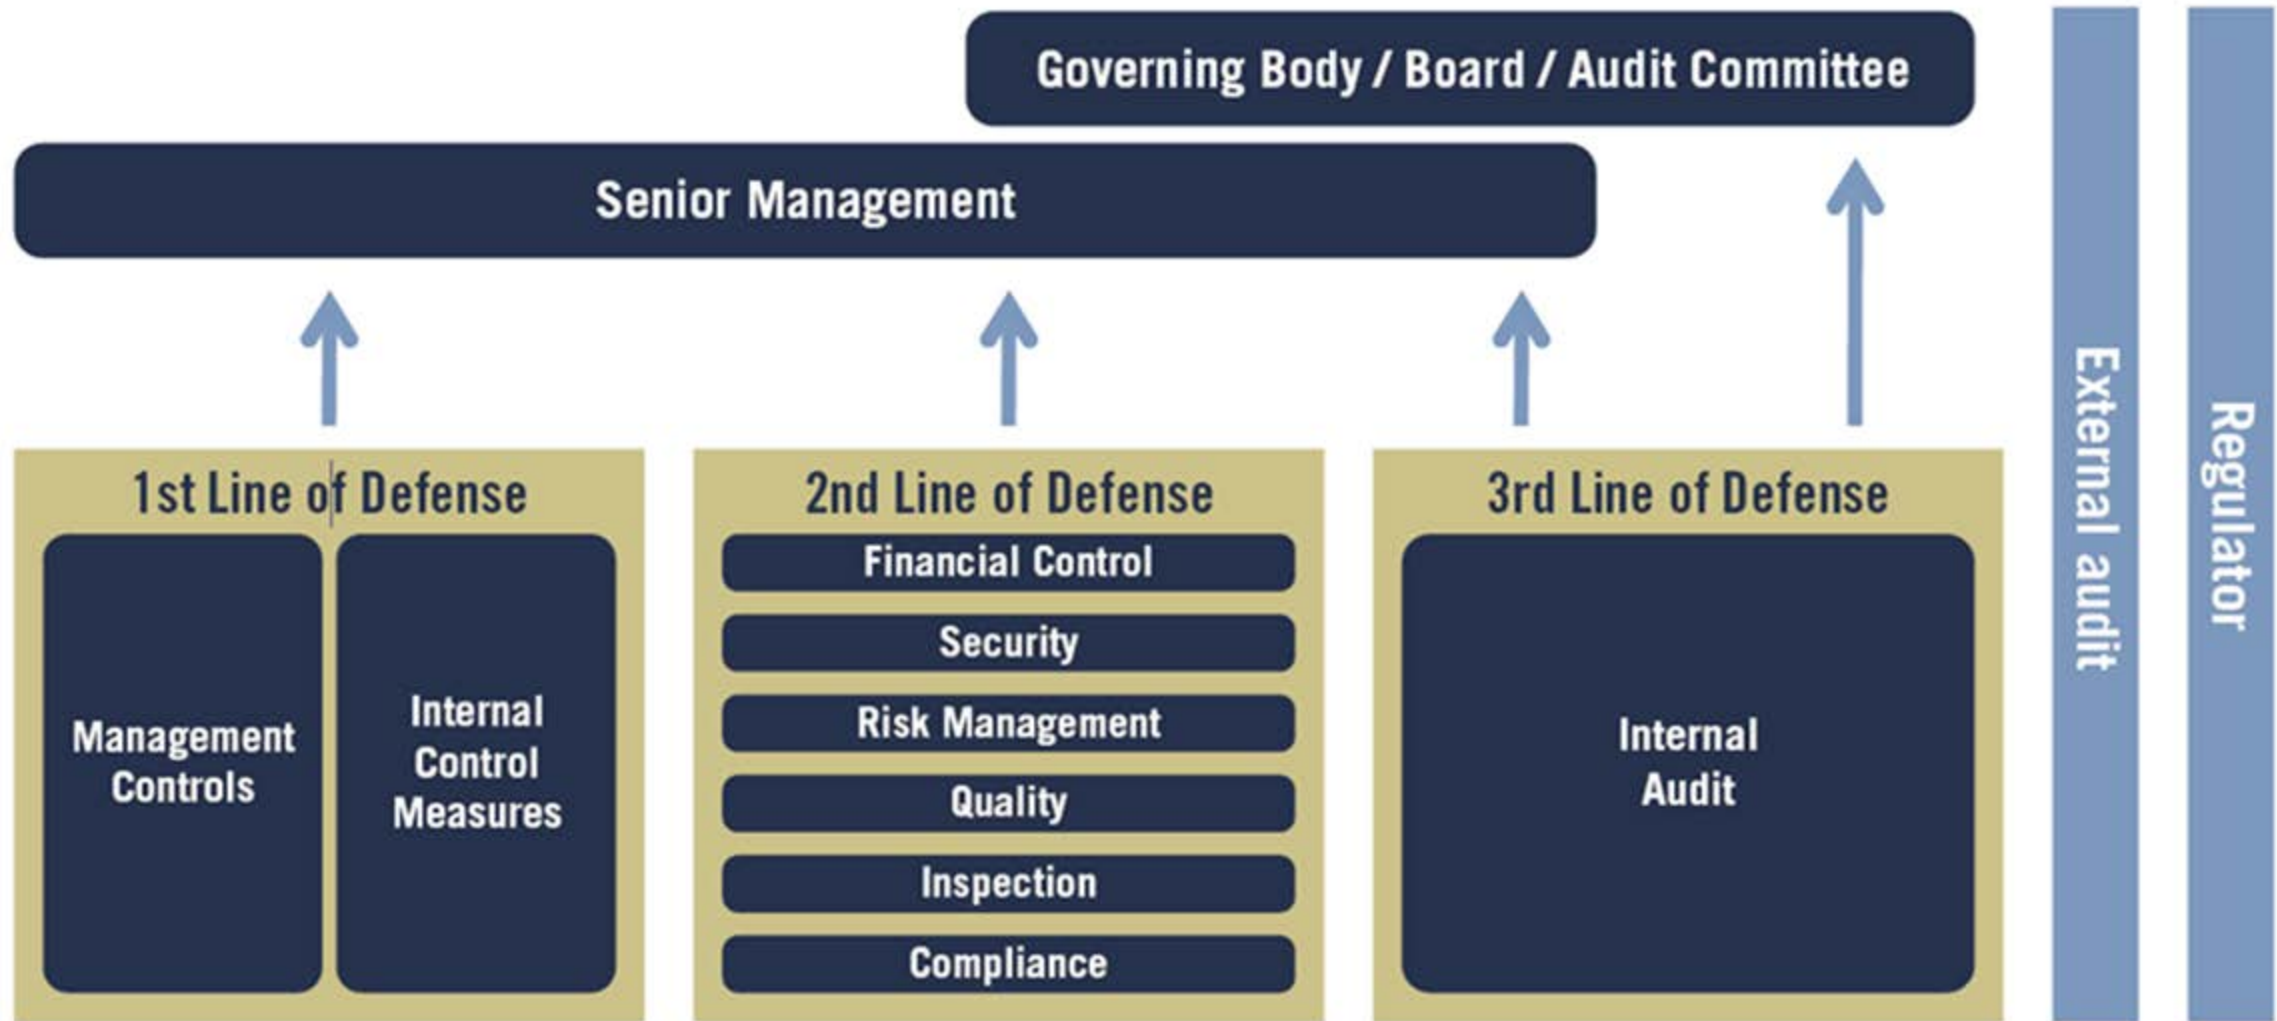 Governing Body / Board / Audit Committee
Senior Management
1st Line of Defense
Management
Controls
Internal
Control
Measures
2nd Line of Defense
Financial Control
Security
Risk Management
Quality
Inspection
Compliance
3rd Line of Defense
Internal
Audit
External audit
Regulator